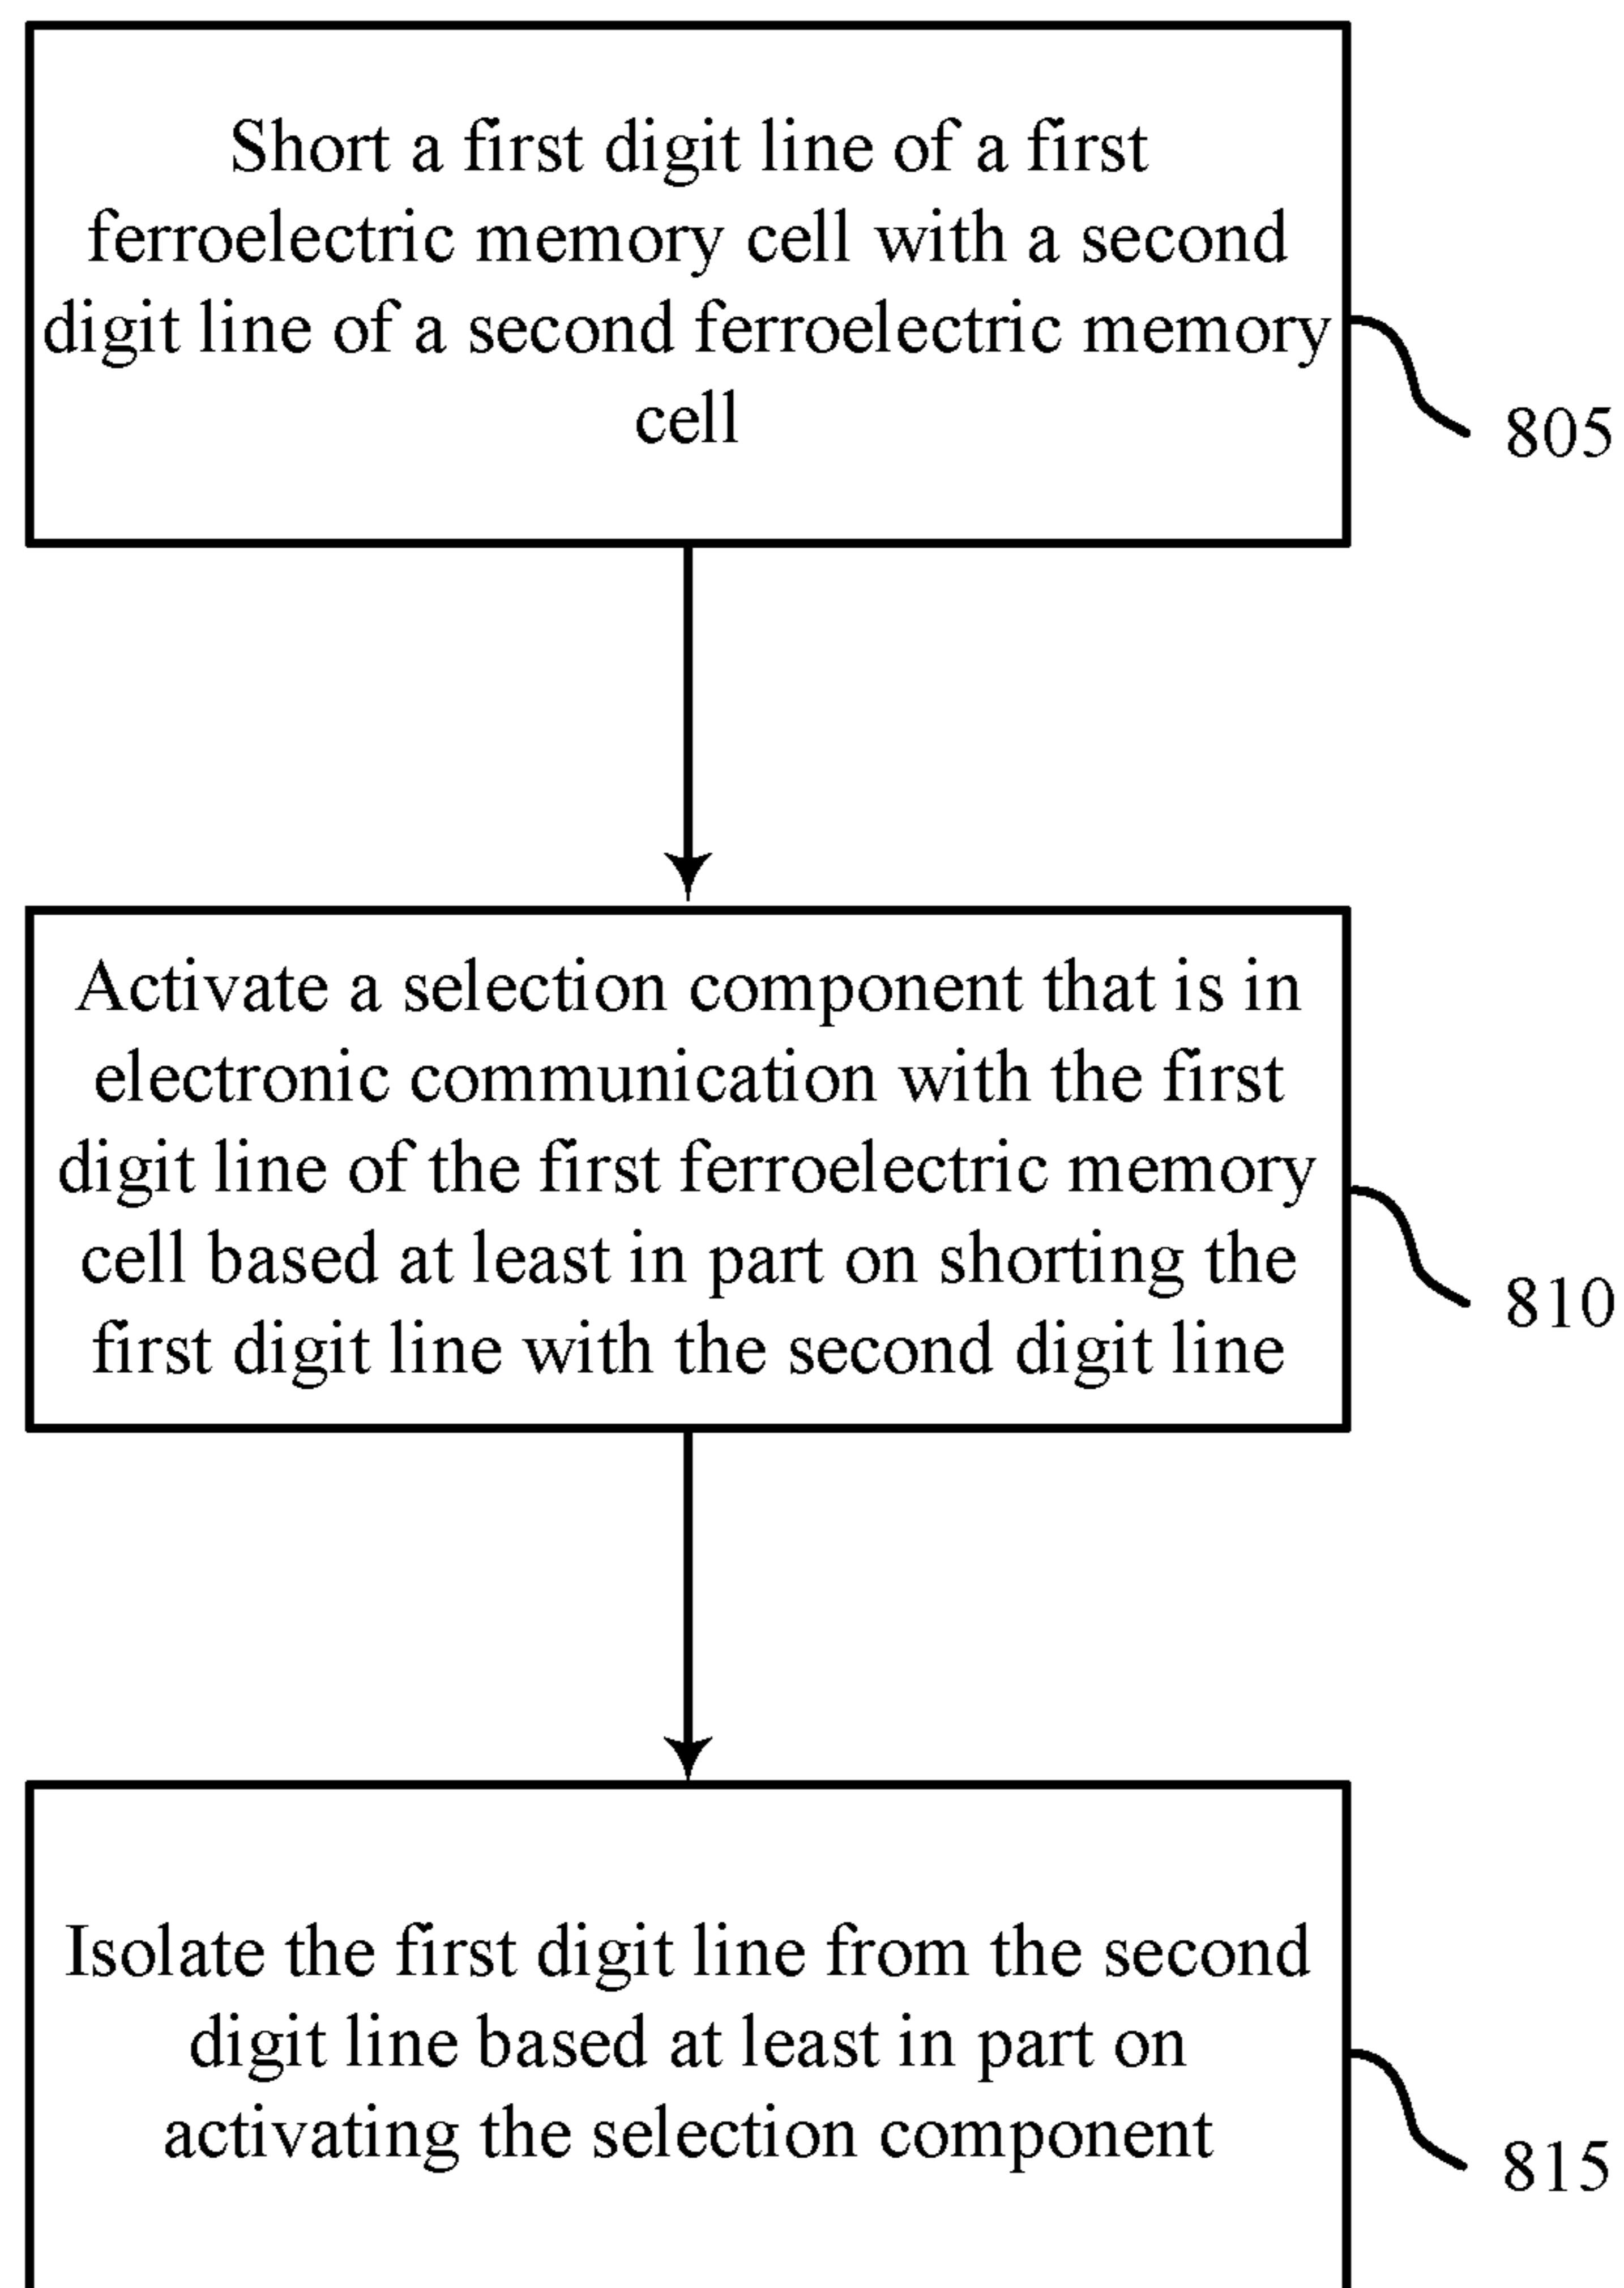 Short a first digit line of a first
ferroelectric memory cell with a second
digit line of a second ferroelectric memory
cell
805
Activate a selection component that is in
electronic communication with the first
digit line of the first ferroelectric memory
cell based at least in part on shorting the
first digit line with the second digit line
810
Isolate the first digit line from the second
digit line based at least in part on
activating the selection component
815